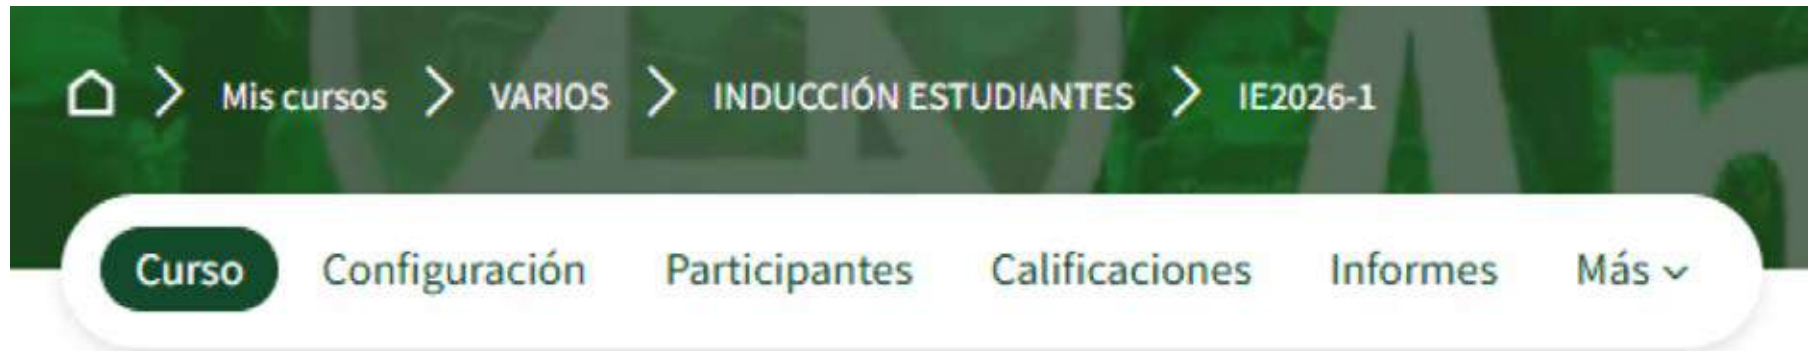 Mis cursos > VARIOS > INDUCCIÓN ESTUDIANTES > IE2026-1
Curso Configuración Participantes Calificaciones Informes Más